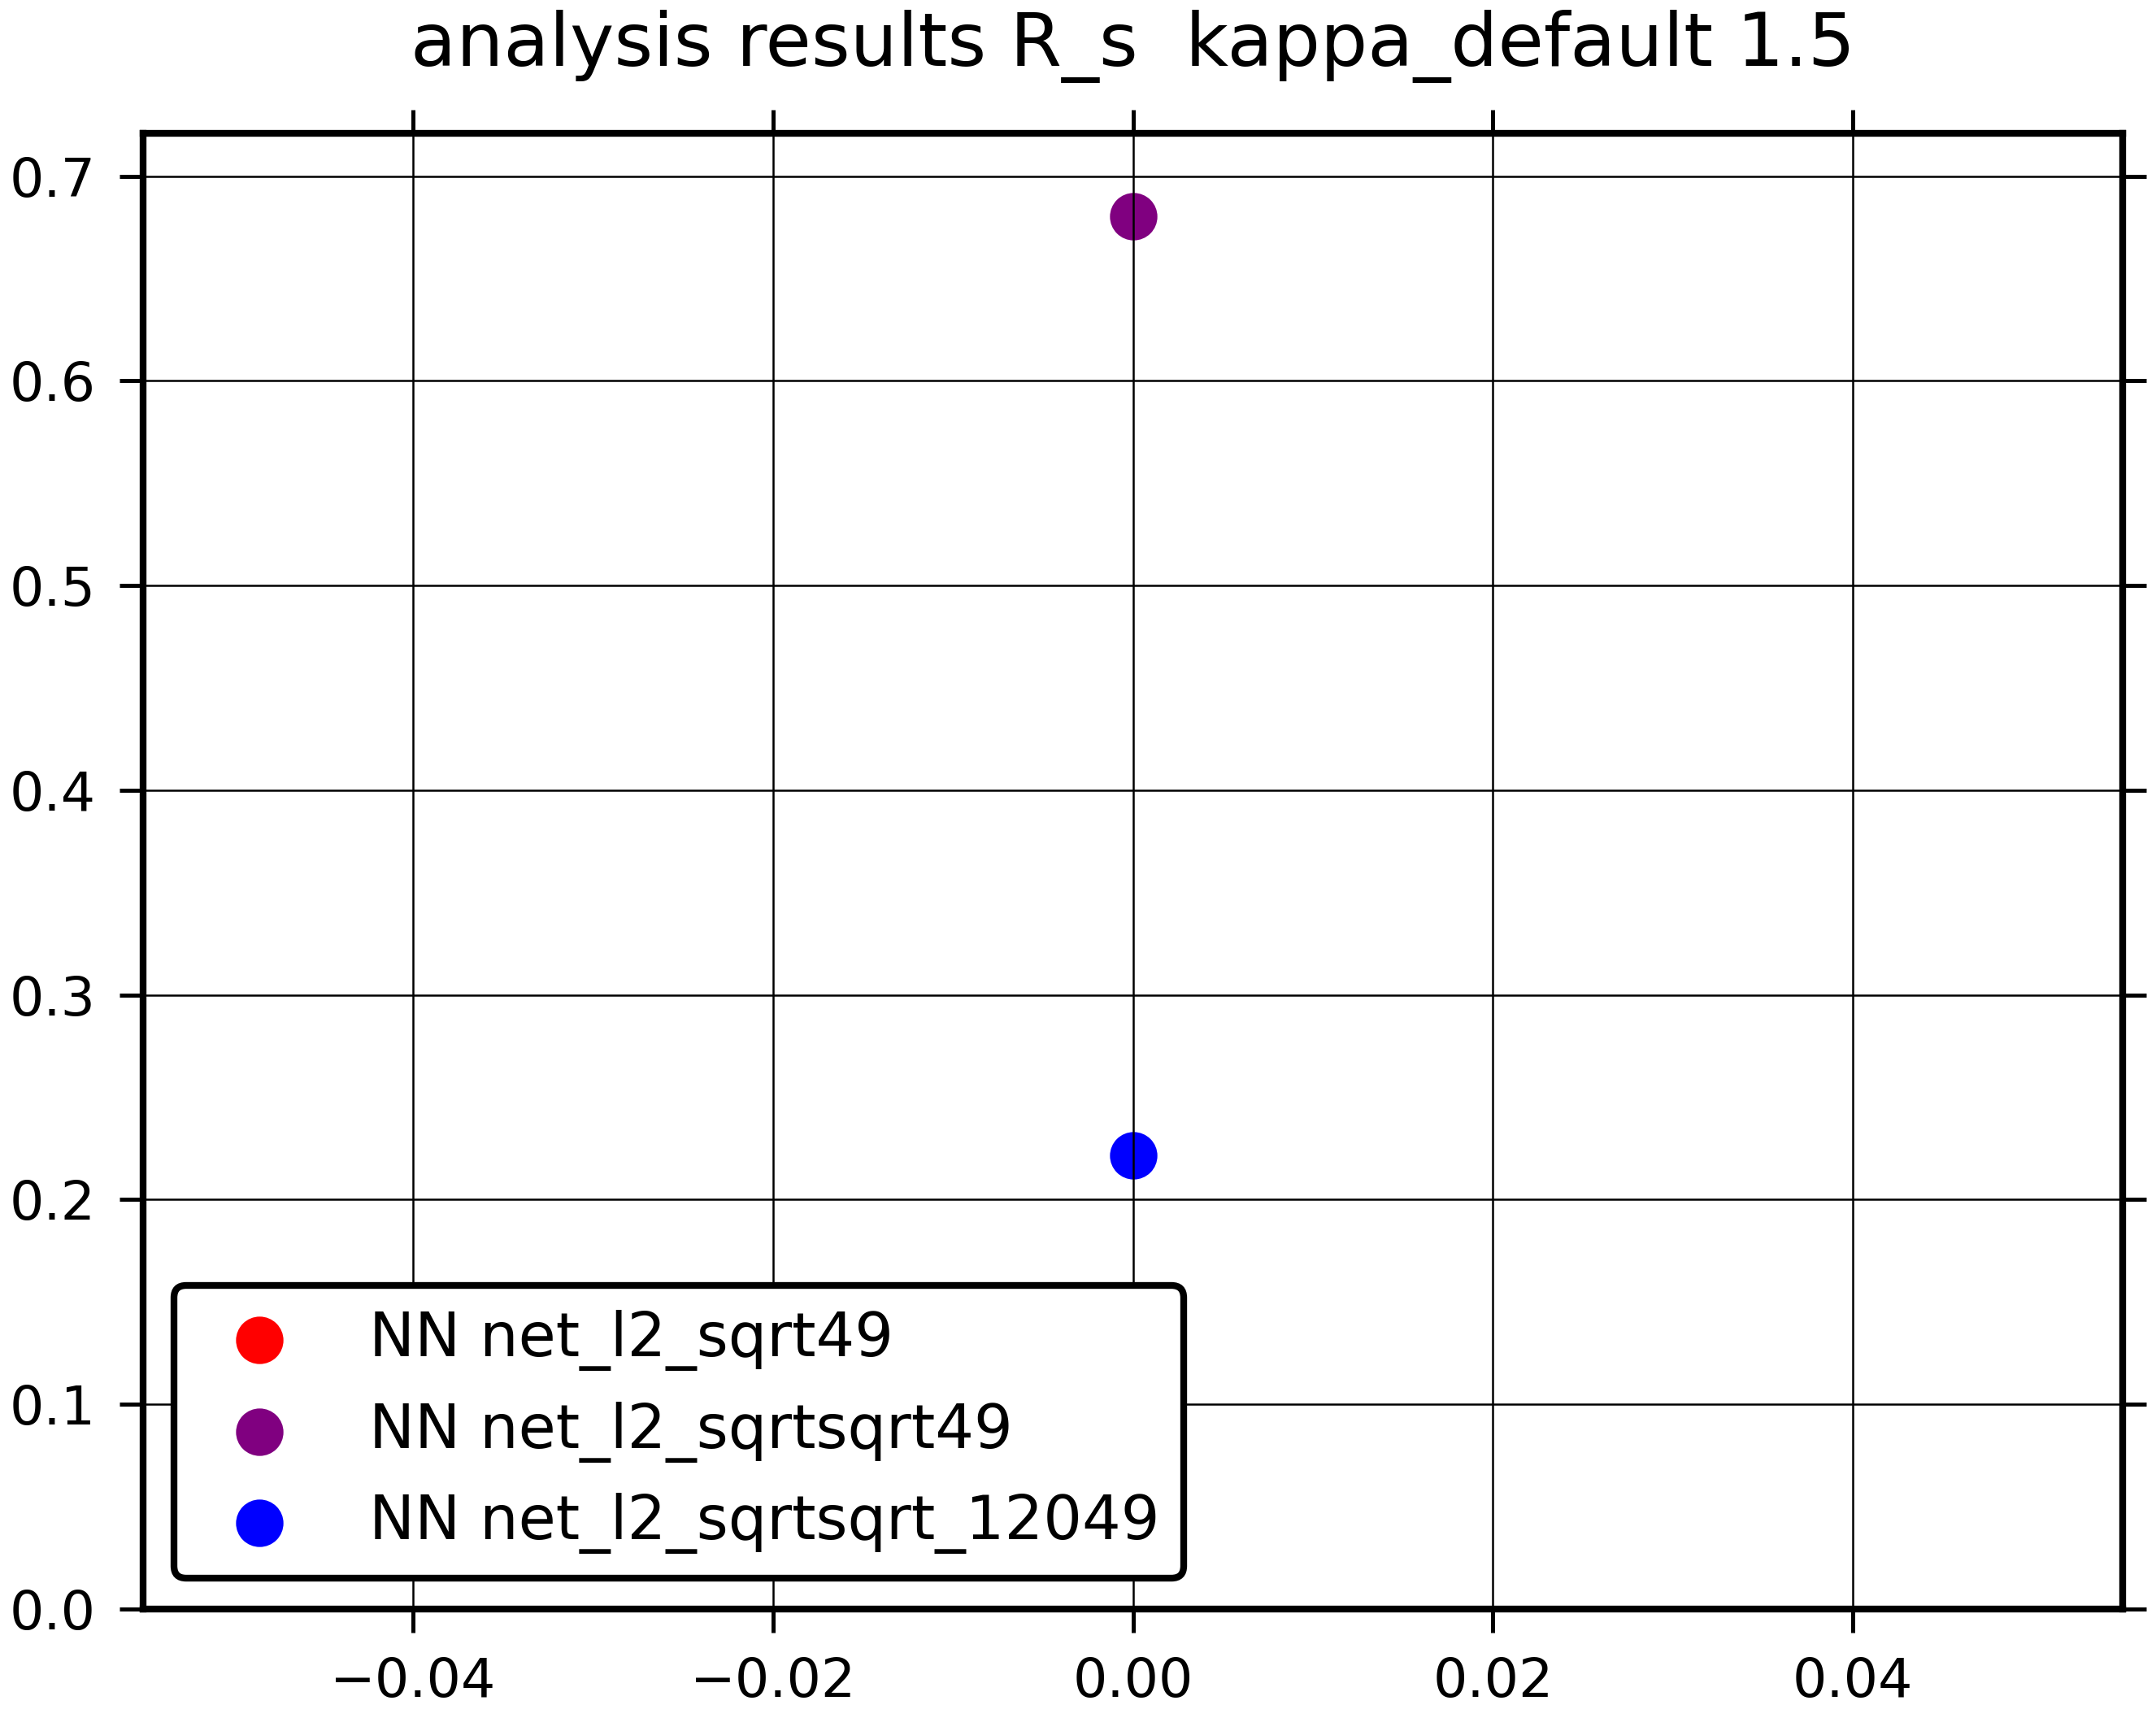 analysis results R_s  kappa_default 1.5
0.7
0.6
0.5
0.4
0.3
0.2
0.1
0.0
NN net_l2_sqrt49
NN net_l2_sqrtsqrt49
NN net_l2_sqrtsqrt_12049
−0.04 −0.02 0.00 0.02 0.04